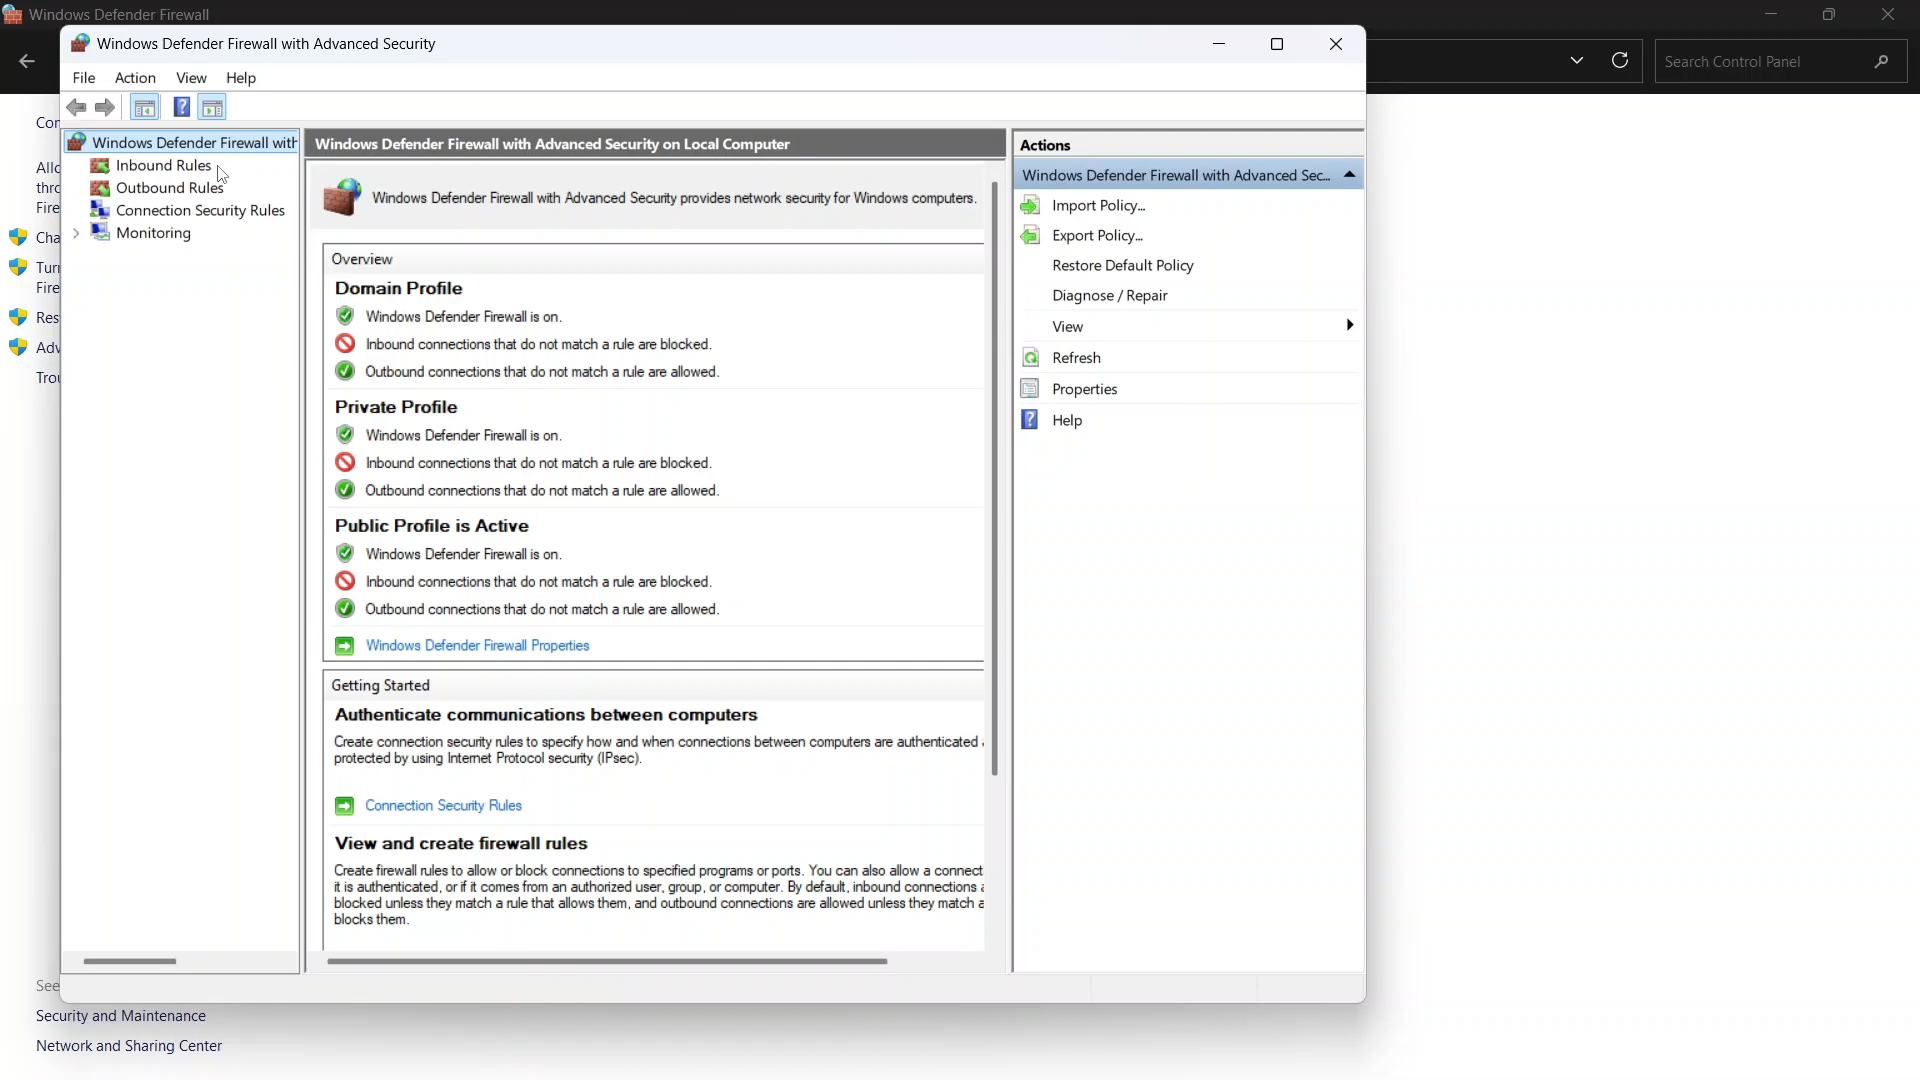 Windows Defender Firewall
Search Control Panel
Windows Defender Firewall with Advanced Security
File Action View Help
Windows Defender Firewall with
Inbound Rules
Outbound Rules
Connection Security Rules
Monitoring
Windows Defender Firewall with Advanced Security on Local Computer
Windows Defender Firewall with Advanced Security provides network security for Windows computers.
Overview
Domain Profile
Windows Defender Firewall is on.
Inbound connections that do not match a rule are blocked.
Outbound connections that do not match a rule are allowed.
Private Profile
Windows Defender Firewall is on.
Inbound connections that do not match a rule are blocked.
Outbound connections that do not match a rule are allowed.
Public Profile is Active
Windows Defender Firewall is on.
Inbound connections that do not match a rule are blocked.
Outbound connections that do not match a rule are allowed.
Windows Defender Firewall Properties
Getting Started
Authenticate communications between computers
Create connection security rules to specify how and when connections between computers are authenticated
protected by using Internet Protocol security (IPsec).
Connection Security Rules
View and create firewall rules
Create firewall rules to allow or block connections to specified programs or ports. You can also allow a connect
it is authenticated, or if it comes from an authorized user, group, or computer. By default, inbound connections
blocked unless they match a rule that allows them, and outbound connections are allowed unless they match a
blocks them.
Actions
Windows Defender Firewall with Advanced Sec...
Import Policy...
Export Policy...
Restore Default Policy
Diagnose / Repair
View
Refresh
Properties
Help
See
Security and Maintenance
Network and Sharing Center